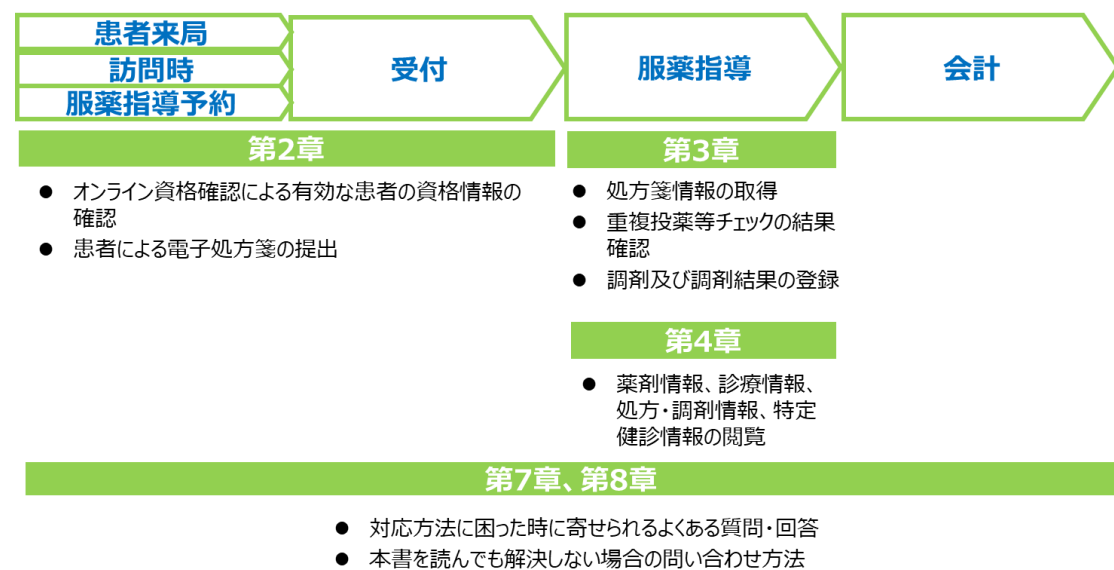 患者来局
訪問時
服薬指導予約
受付
服薬指導
会計
第2章
● オンライン資格確認による有効な患者の資格情報の
確認
● 患者による電子処方箋の提出
第3章
● 処方箋情報の取得
● 重複投薬等チェックの結果
確認
● 調剤及び調剤結果の登録
第4章
● 薬剤情報、診療情報、
処方・調剤情報、特定
健診情報の閲覧
第7章、第8章
● 対応方法に困った時に寄せられるよくある質問・回答
● 本書を読んでも解決しない場合の問い合わせ方法